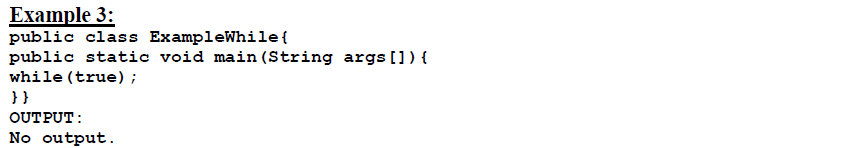 Example 3:
public class ExampleWhile{
public static void main(String args[]){
while(true);
}}
OUTPUT:
No output.